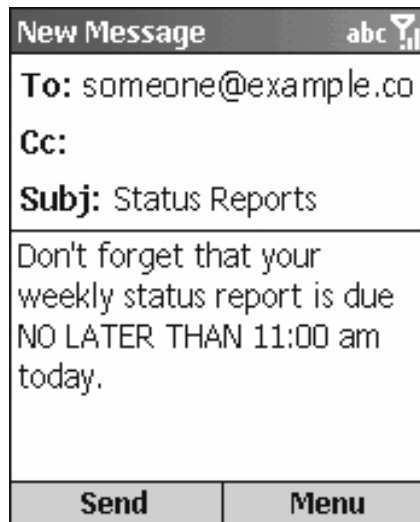 New Message abc
To: someone@example.co
Cc:
Subj: Status Reports
Don't forget that your
weekly status report is due
NO LATER THAN 11:00 am
today.
Send Menu